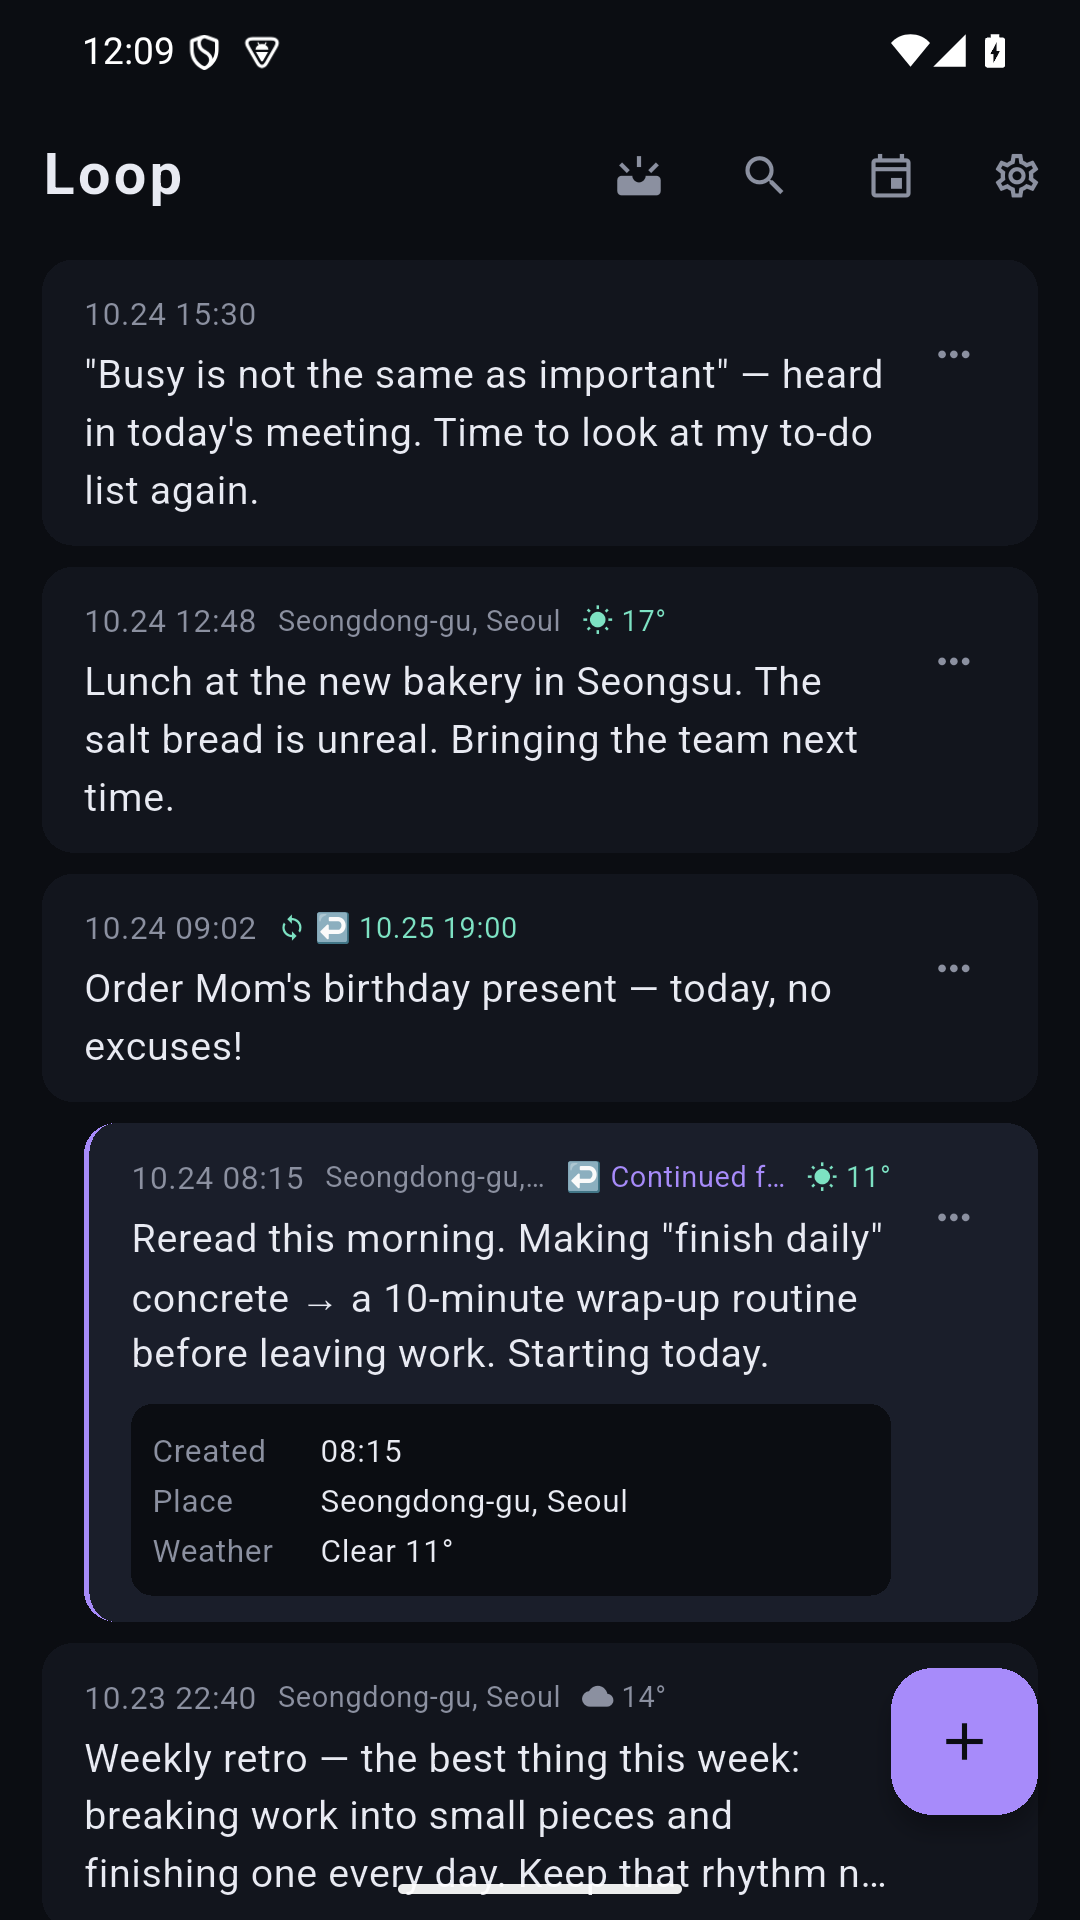 12:09
Loop
10.24 15:30
"Busy is not the same as important" — heard
in today's meeting. Time to look at my to-do
list again.
10.24 12:48 Seongdong-gu, Seoul 17°
Lunch at the new bakery in Seongsu. The
salt bread is unreal. Bringing the team next
time.
10.24 09:02 ↩ 10.25 19:00
Order Mom's birthday present — today, no
excuses!
10.24 08:15 Seongdong-gu,... ↩ Continued f... 11°
Reread this morning. Making "finish daily"
concrete → a 10-minute wrap-up routine
before leaving work. Starting today.
Created 08:15
Place Seongdong-gu, Seoul
Weather Clear 11°
10.23 22:40 Seongdong-gu, Seoul 14°
Weekly retro — the best thing this week:
breaking work into small pieces and
finishing one every day. Keep that rhythm n...